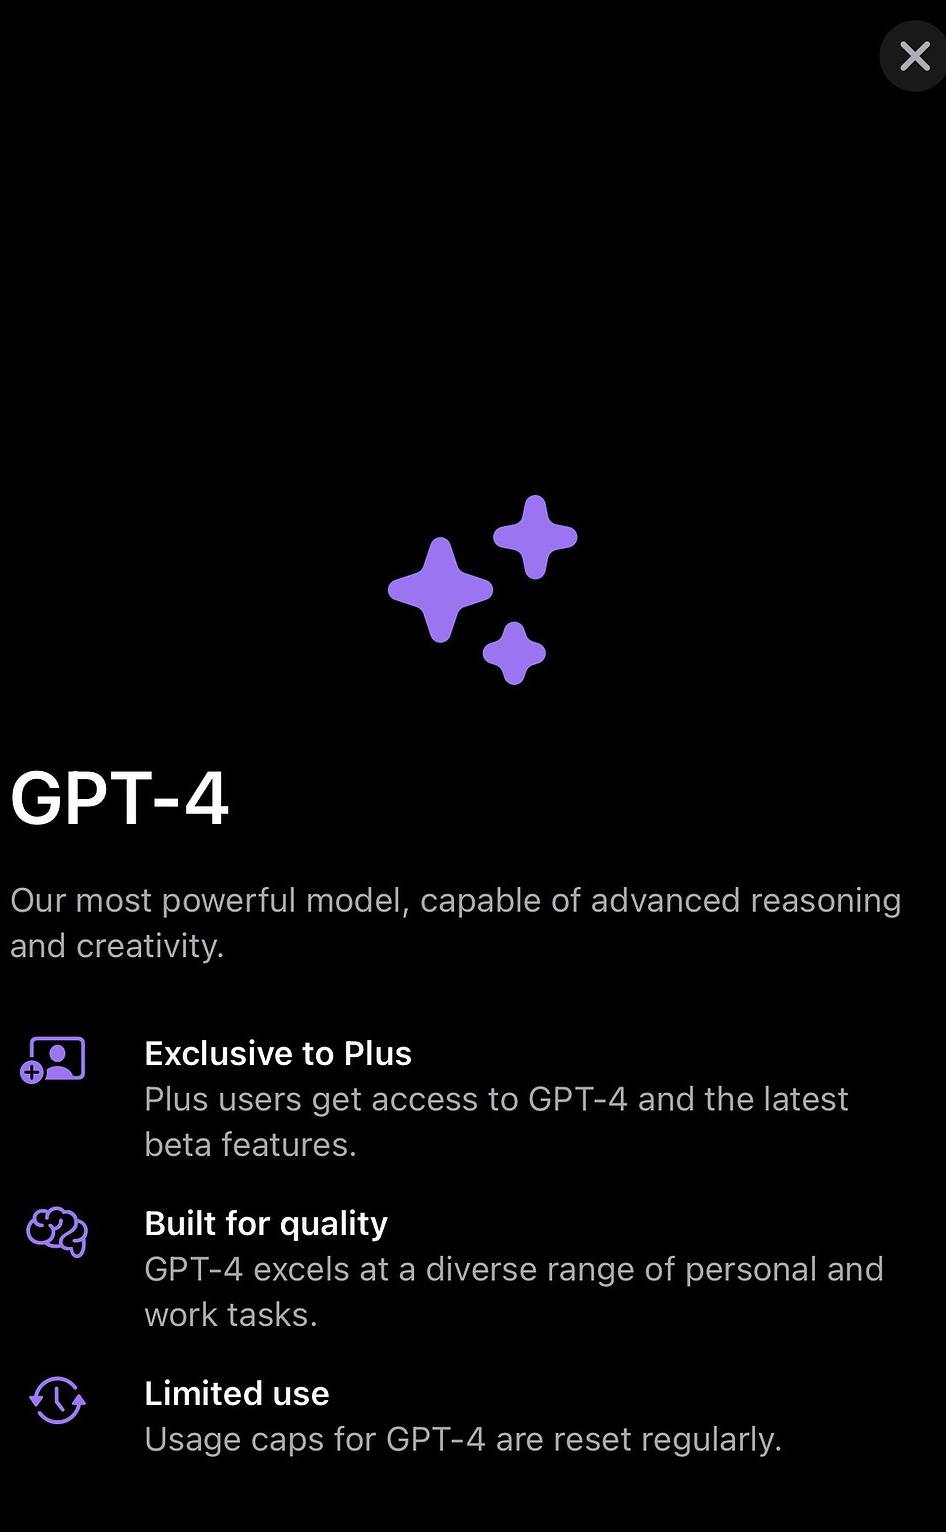 GPT-4
Our most powerful model, capable of advanced reasoning
and creativity.
Exclusive to Plus
Plus users get access to GPT-4 and the latest
beta features.
Built for quality
GPT-4 excels at a diverse range of personal and
work tasks.
Limited use
Usage caps for GPT-4 are reset regularly.